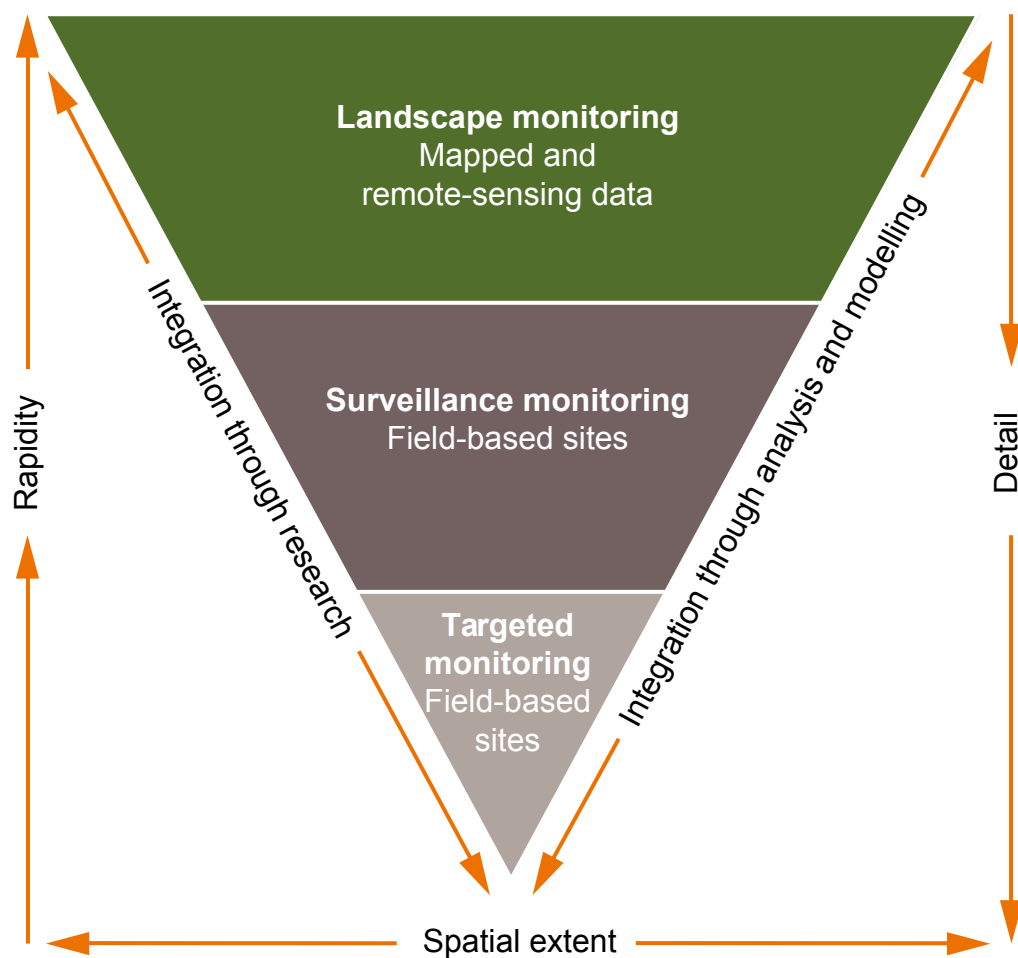 Landscape monitoring
Mapped and
remote-sensing data
Surveillance monitoring
Field-based sites
Targeted
monitoring
Field-based
sites
Rapidity
Integration through research
Integration through analysis and modelling
Detail
Spatial extent